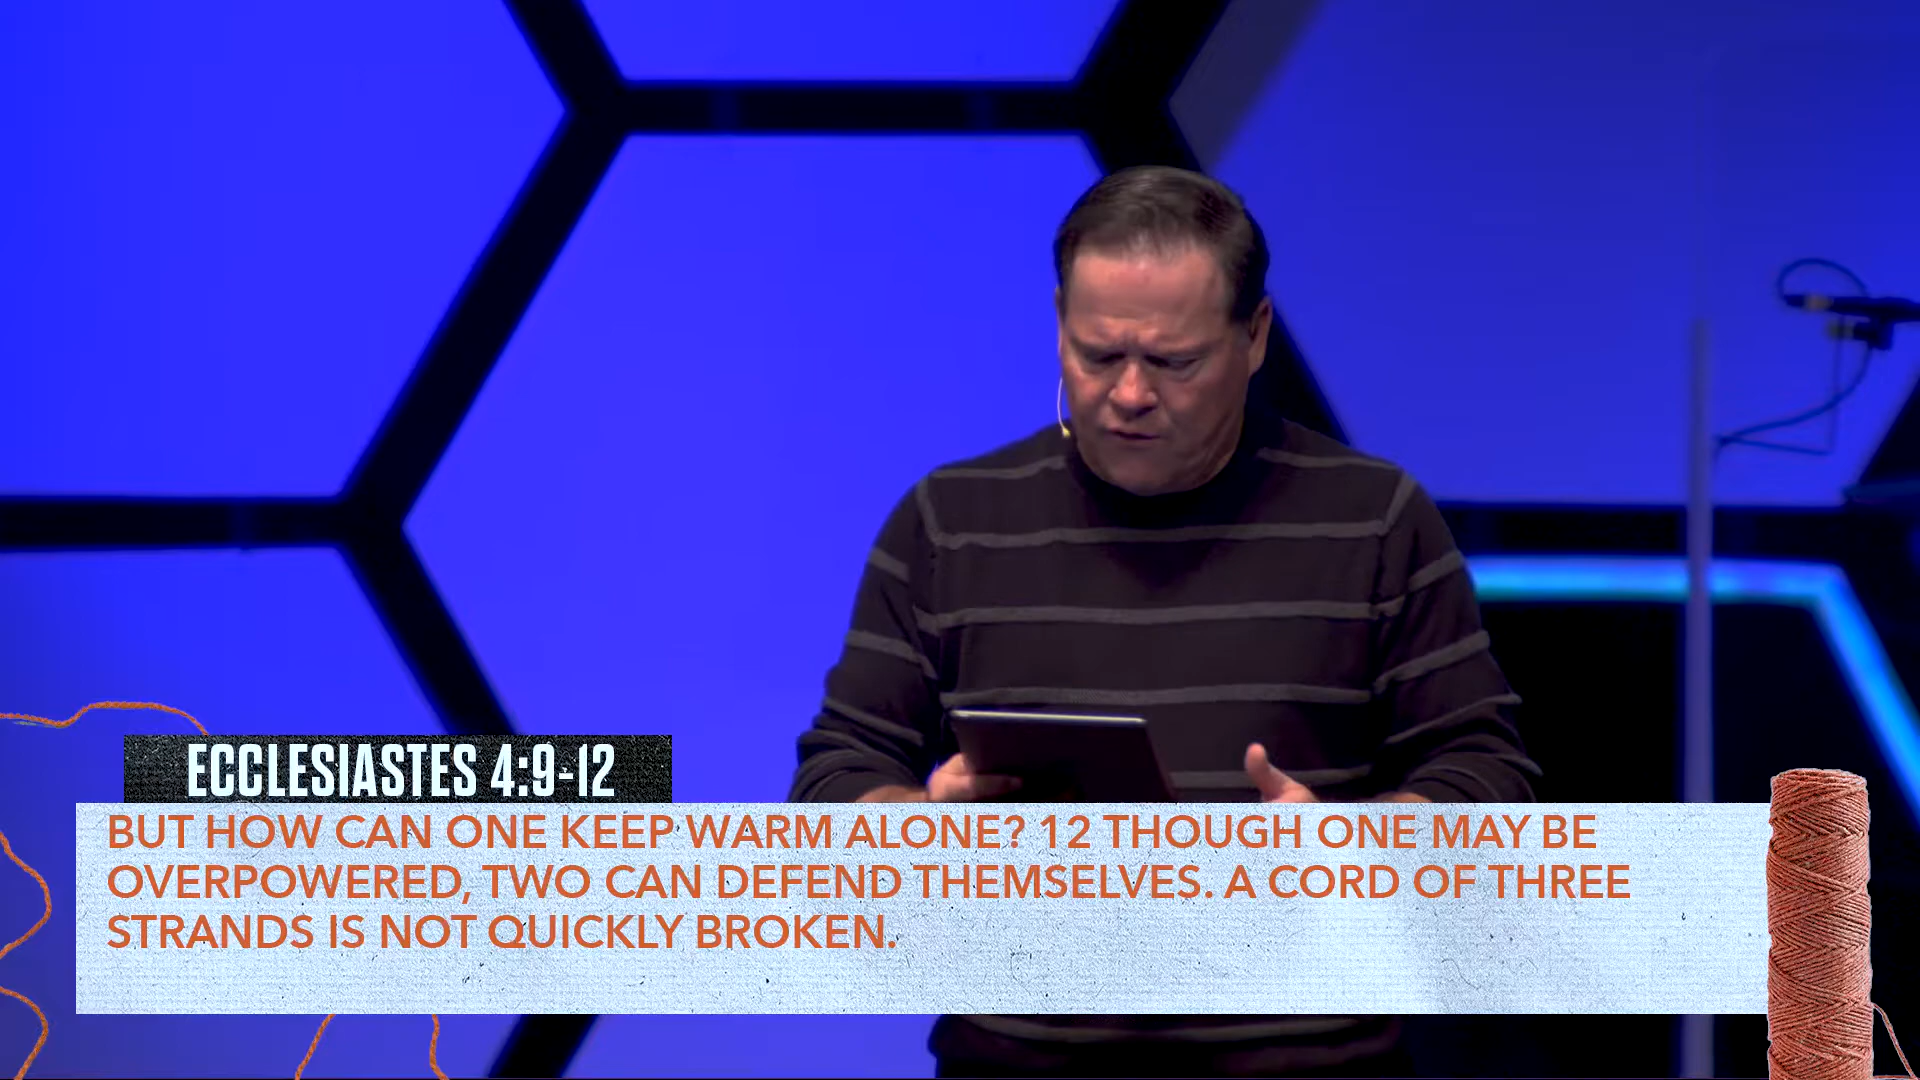 ECCLESIASTES 4:9-12
BUT HOW CAN ONE KEEP WARM ALONE? 12 THOUGH ONE MAY BE
OVERPOWERED, TWO CAN DEFEND THEMSELVES. A CORD OF THREE
STRANDS IS NOT QUICKLY BROKEN.